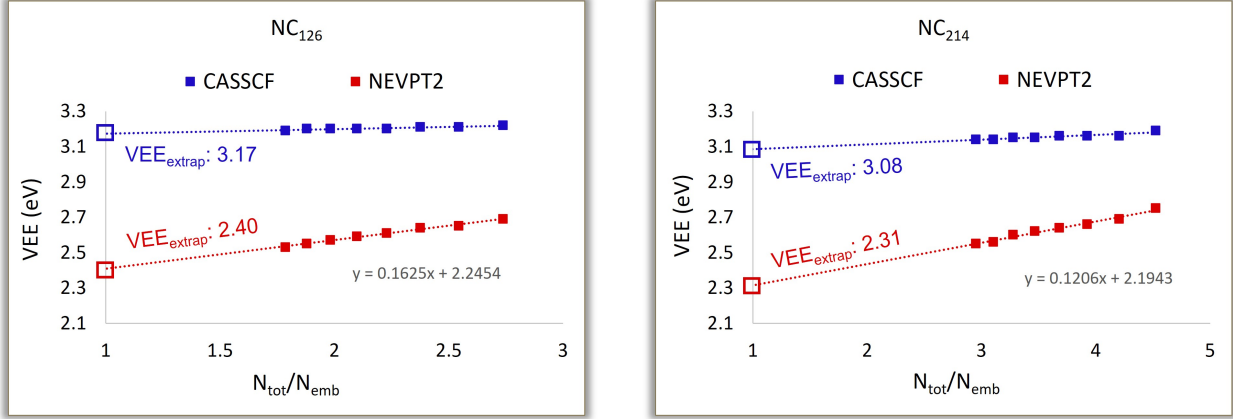 NC126
CASSCF NEVPT2
3.3
3.1
2.9
2.7
2.5
2.3
2.1
VEE (eV)
VEEextrap: 3.17
VEEextrap: 2.40
y = 0.1625x + 2.2454
1 1.5 2 2.5 3
Ntot/Nemb
NC214
CASSCF NEVPT2
3.3
3.1
2.9
2.7
2.5
2.3
2.1
VEE (eV)
VEEextrap: 3.08
VEEextrap: 2.31
y = 0.1206x + 2.1943
1 2 3 4 5
Ntot/Nemb